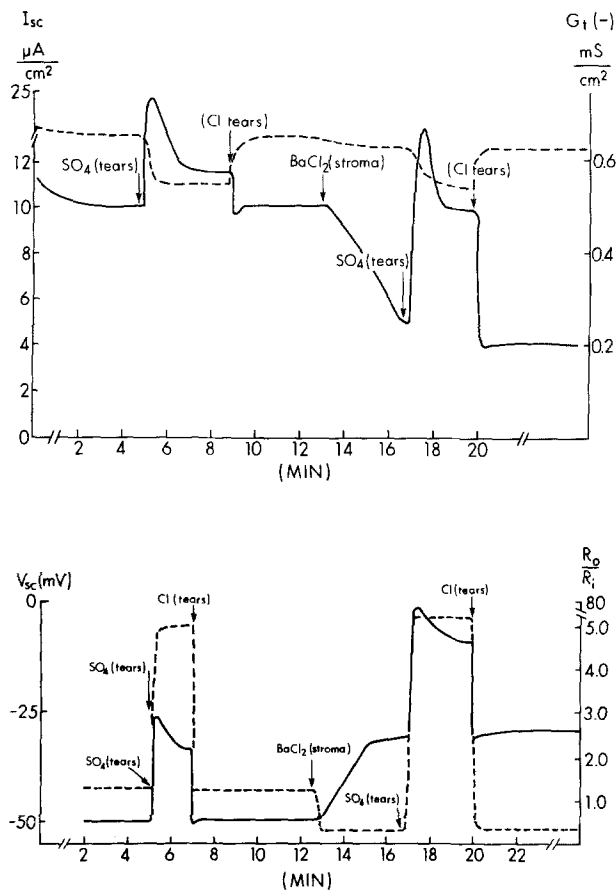 I sc G t (-)
μA/cm² mS/cm²
25
(Cl tears)
12 SO4 (tears) BaCl2 (stroma) (Cl tears) 0.6
10
8 SO4 (tears) 0.4
6
4 0.2
2
0 0
2 4 6 8 10 12 14 16 18 20
(MIN)
Vsc (mV) Ro/Ri
0 Cl (tears) Cl (tears) 80
5.0
SO4 (tears) 4.0
-25 3.0
SO4 (tears) BaCl2 (stroma) 2.0
SO4 (tears) 1.0
-50
2 4 6 8 10 12 14 16 18 20 22
(MIN)